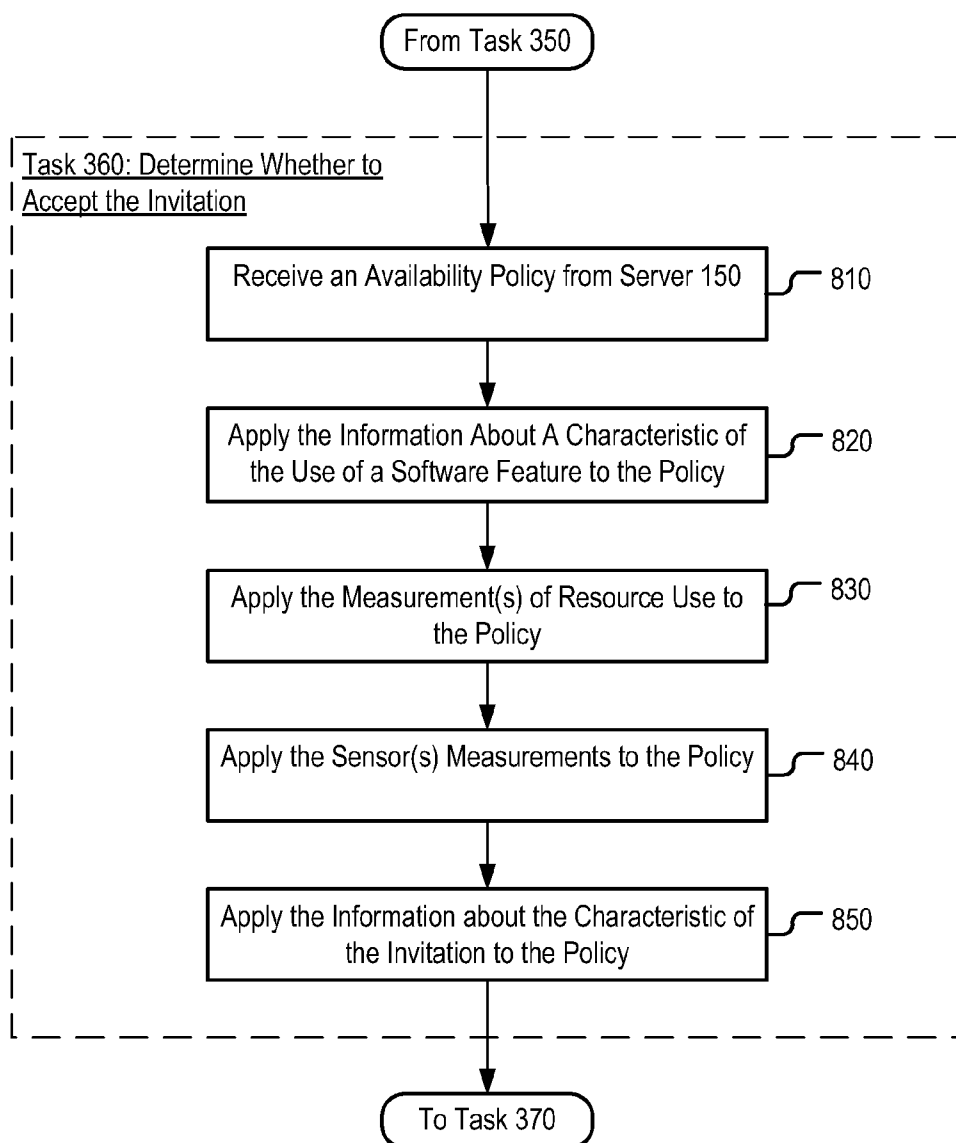 From Task 350
Task 360: Determine Whether to
Accept the Invitation
Receive an Availability Policy from Server 150
810
Apply the Information About A Characteristic of
the Use of a Software Feature to the Policy
820
Apply the Measurement(s) of Resource Use to
the Policy
830
Apply the Sensor(s) Measurements to the Policy
840
Apply the Information about the Characteristic of
the Invitation to the Policy
850
To Task 370